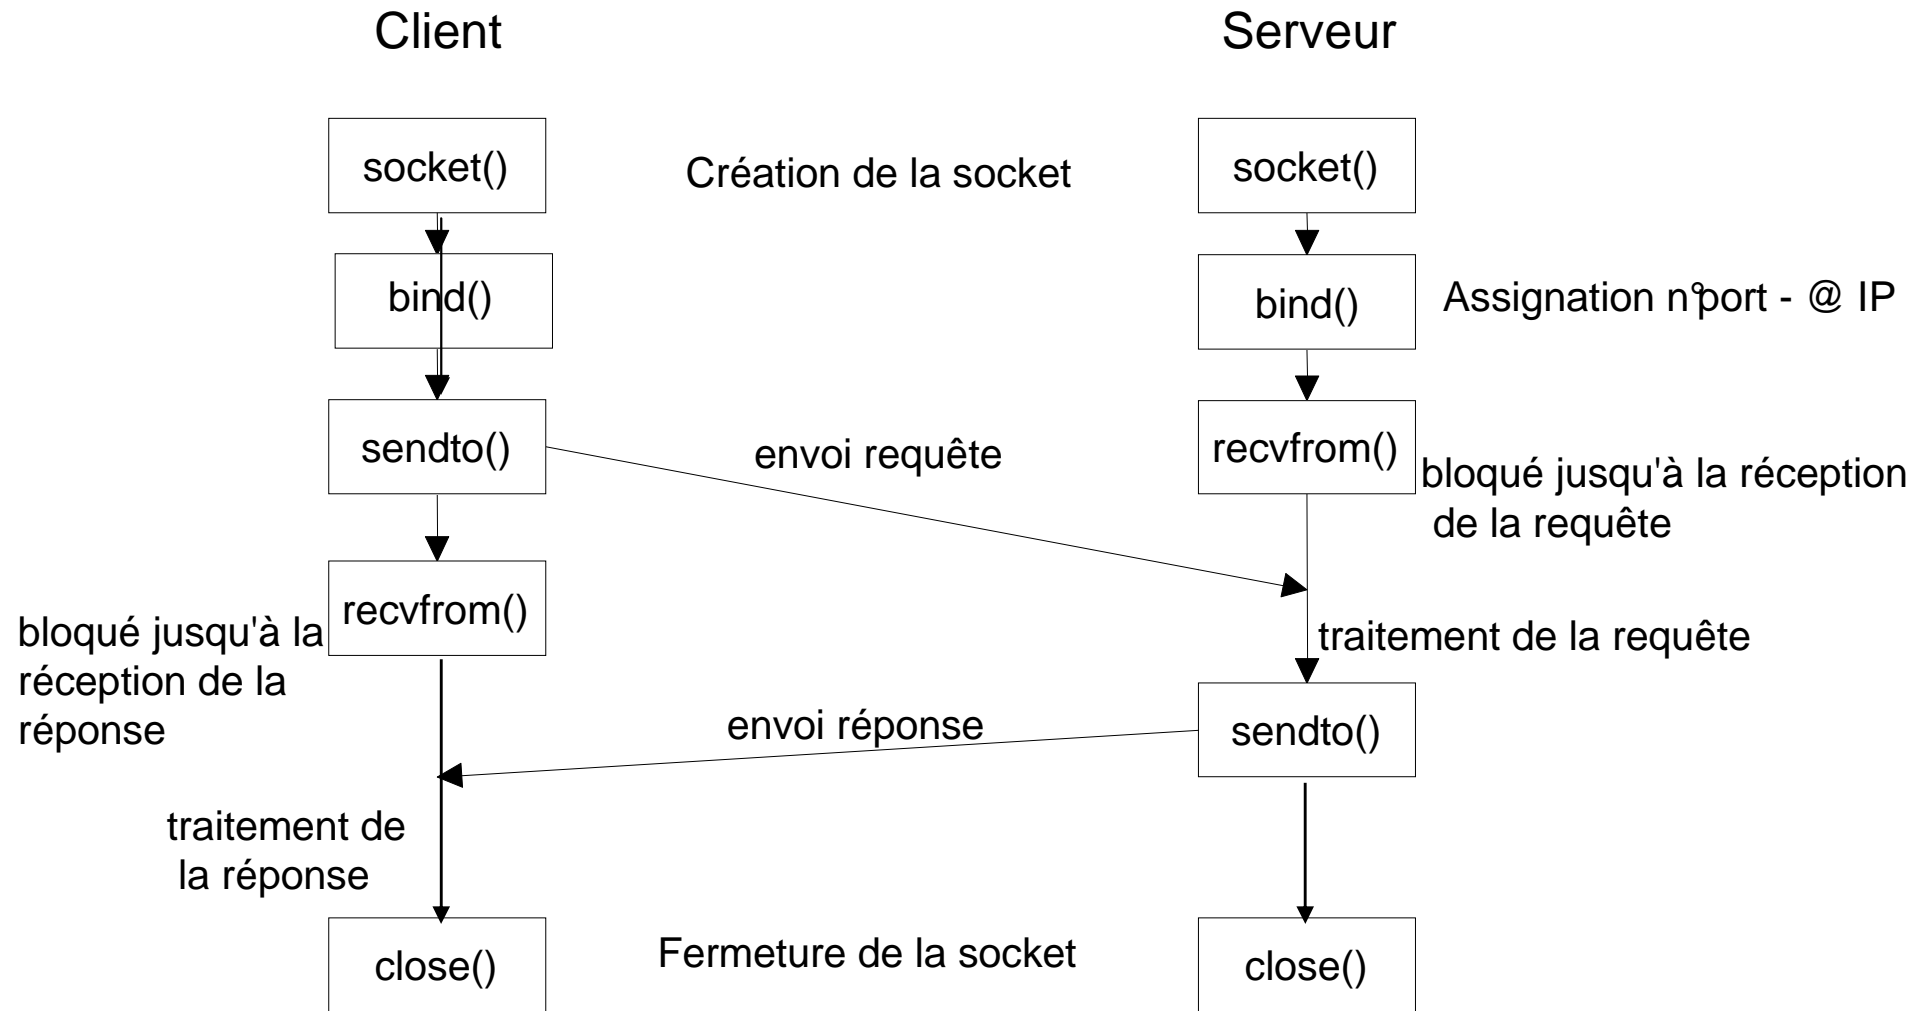 Client
Serveur
socket()
Création de la socket
socket()
bind()
bind()
Assignation n°port - @ IP
sendto()
envoi requête
recvfrom()
bloqué jusqu'à la réception
de la requête
recvfrom()
bloqué jusqu'à la
réception de la
réponse
traitement de la requête
envoi réponse
sendto()
traitement de
la réponse
close()
Fermeture de la socket
close()